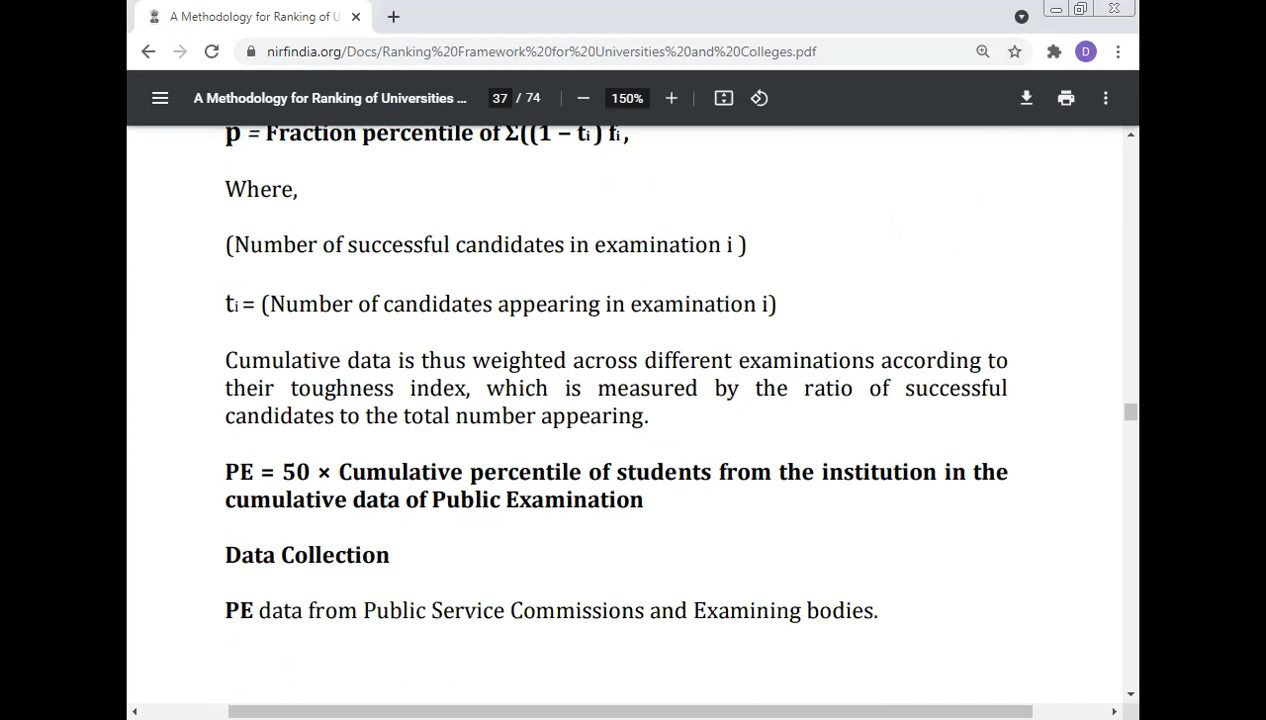 A Methodology for Ranking of U
nirfindia.org/Docs/Ranking%20Framework%20for%20Universities%20and%20Colleges.pdf
D
A Methodology for Ranking of Universities ...
37 / 74
150%
p = Fraction percentile of Σ((1 – ti ) fi ,
Where,
(Number of successful candidates in examination i )
ti = (Number of candidates appearing in examination i)
Cumulative data is thus weighted across different examinations according to
their toughness index, which is measured by the ratio of successful
candidates to the total number appearing.
PE = 50 × Cumulative percentile of students from the institution in the
cumulative data of Public Examination
Data Collection
PE data from Public Service Commissions and Examining bodies.